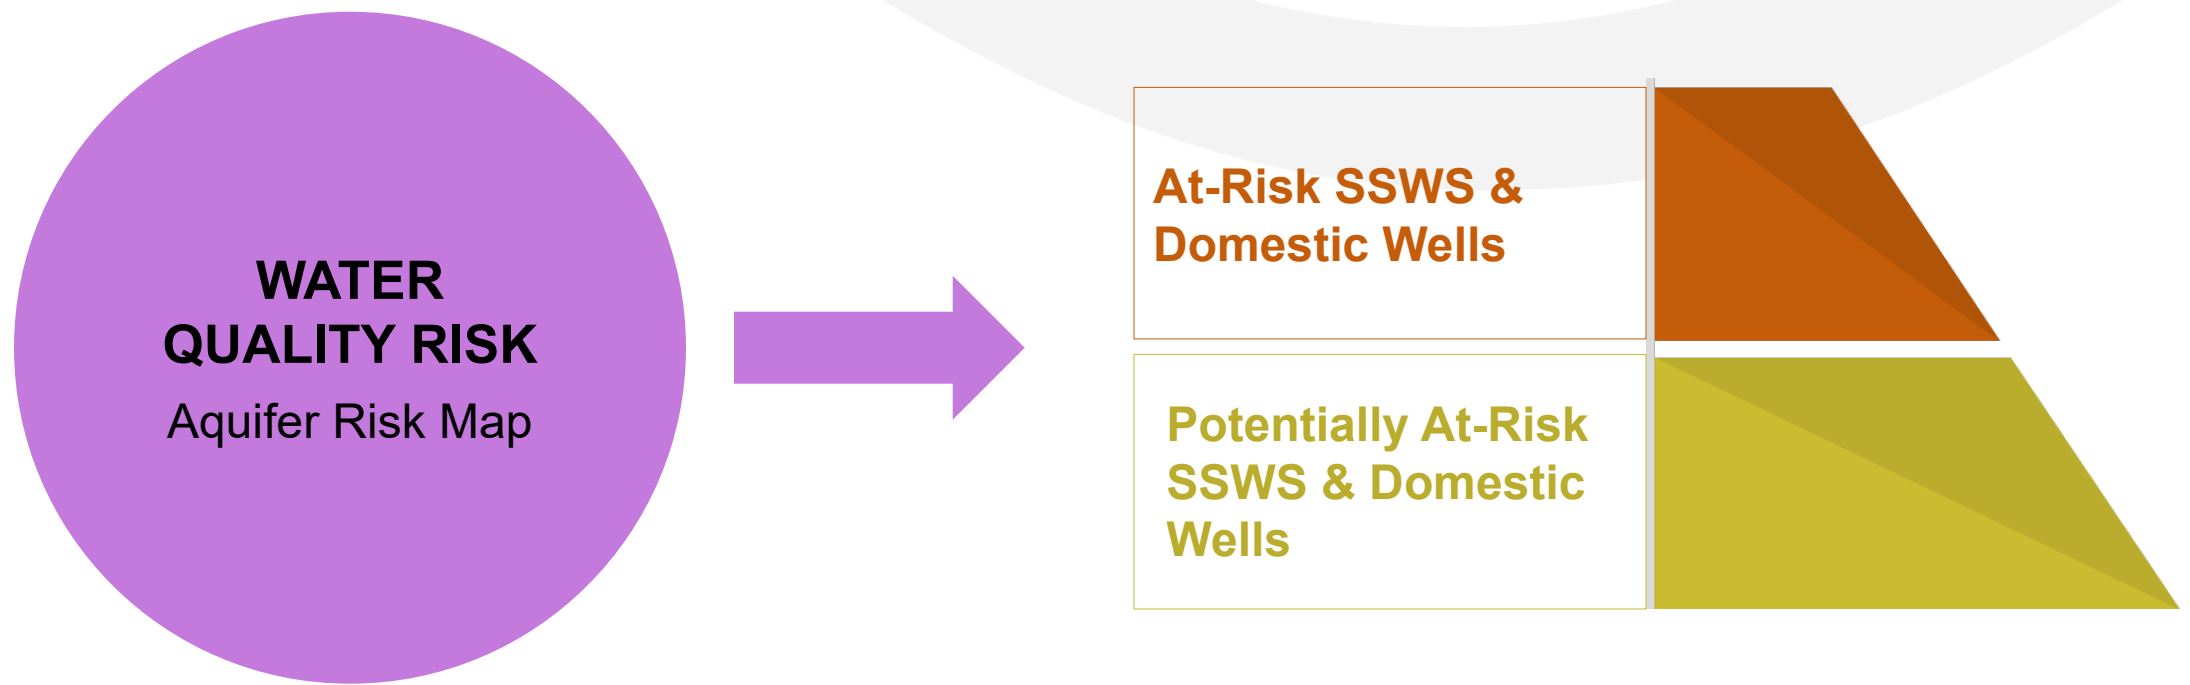 WATER
QUALITY RISK
Aquifer Risk Map
At-Risk SSWS &
Domestic Wells
Potentially At-Risk
SSWS & Domestic
Wells